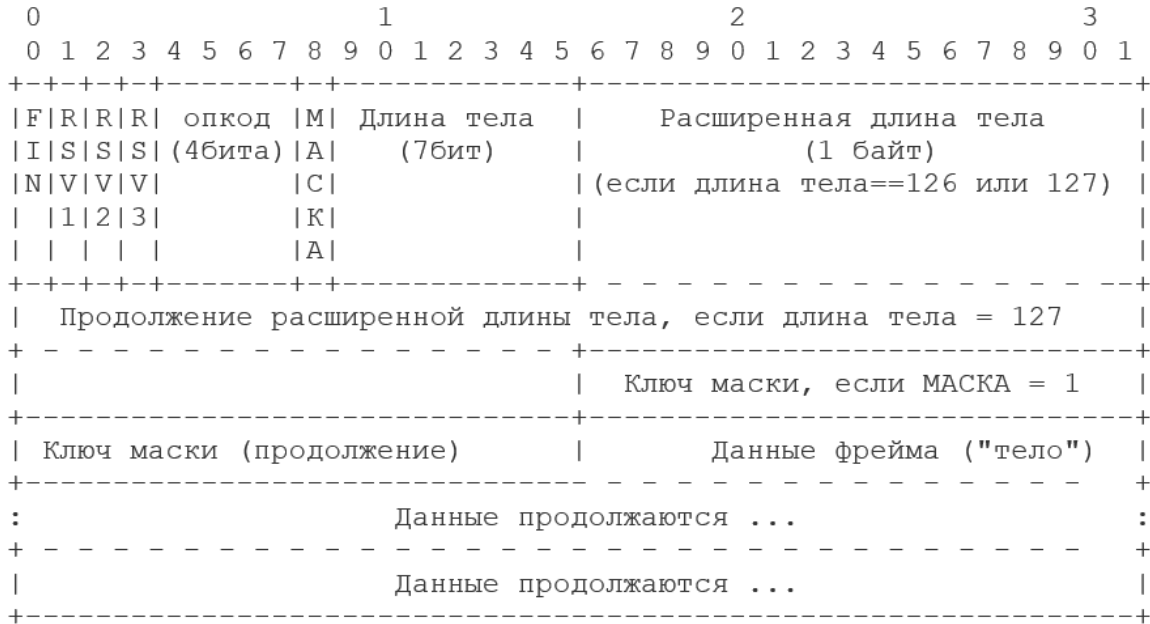 0                   1                   2                   3
 0 1 2 3 4 5 6 7 8 9 0 1 2 3 4 5 6 7 8 9 0 1 2 3 4 5 6 7 8 9 0 1
+-+-+-+-+-------+-+-------------+-------------------------------+
|F|R|R|R| опкод |M| Длина тела  |    Расширенная длина тела     |
|I|S|S|S|(4бита)|А|   (7бит)    |            (1 байт)           |
|N|V|V|V|       |С|             |(если длина тела==126 или 127) |
| |1|2|3|       |К|             |                               |
| | | | |       |А|             |                               |
+-+-+-+-+-------+-+-------------+ - - - - - - - - - - - - - - --+
|  Продолжение расширенной длины тела, если длина тела = 127    |
+ - - - - - - - - - - - - - - - +-------------------------------+
|                               |  Ключ маски, если МАСКА = 1   |
+-------------------------------+-------------------------------+
| Ключ маски (продолжение)      |       Данные фрейма ("тело")  |
+-------------------------------- - - - - - - - - - - - - - -   +
:                     Данные продолжаются ...                   :
+ - - - - - - - - - - - - - - - - - - - - - - - - - - - - - -   +
|                     Данные продолжаются ...                   |
+---------------------------------------------------------------+